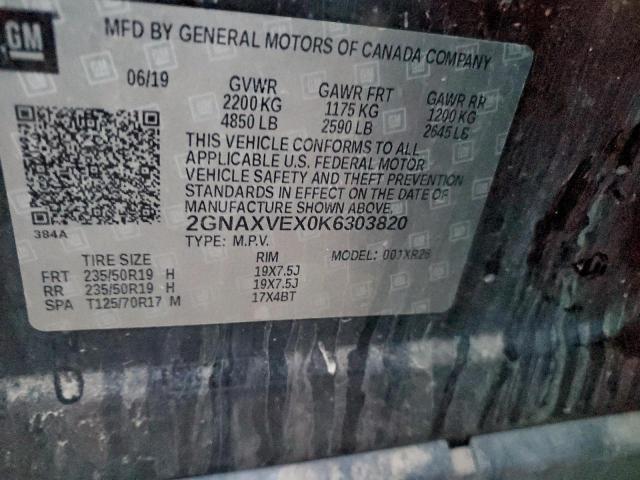 GM
MFD BY GENERAL MOTORS OF CANADA COMPANY
06/19 GVWR GAWR FRT GAWR RR
2200 KG 1175 KG 1200 KG
4850 LB 2590 LB 2645 LB
THIS VEHICLE CONFORMS TO ALL
APPLICABLE U.S. FEDERAL MOTOR
VEHICLE SAFETY AND THEFT PREVENTION
STANDARDS IN EFFECT ON THE DATE OF
MANUFACTURE SHOWN ABOVE.
384A 2GNAXVEX0K6303820
TYPE: M.P.V. MODEL: 001XR26
TIRE SIZE RIM
FRT 235/50R19 H 19X7.5J
RR 235/50R19 H 19X7.5J
SPA T125/70R17 M 17X4BT